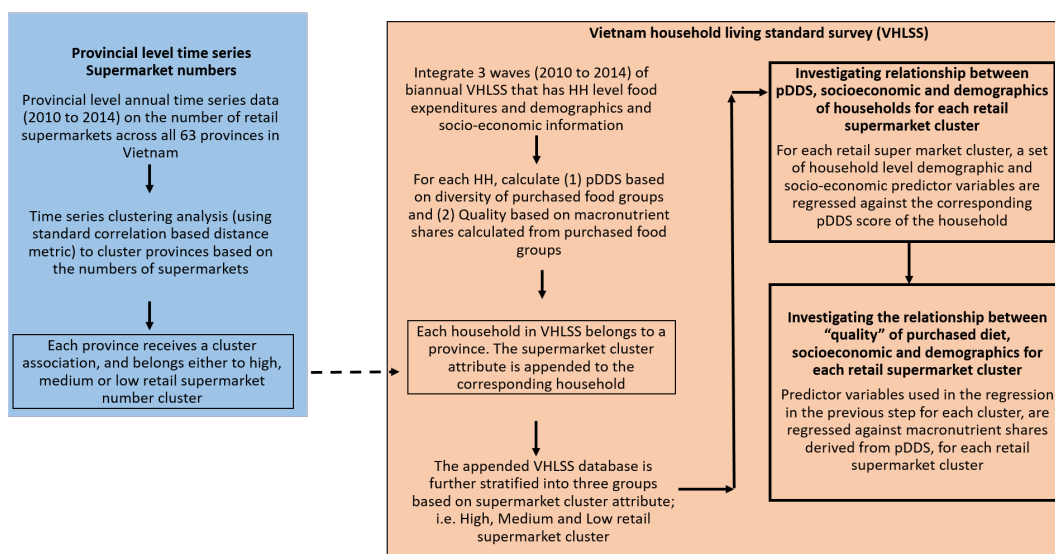 Provincial level time series
Supermarket numbers
Provincial level annual time series data
(2010 to 2014) on the number of retail
supermarkets across all 63 provinces in
Vietnam
Time series clustering analysis (using
standard correlation based distance
metric) to cluster provinces based on
the numbers of supermarkets
Each province receives a cluster
association, and belongs either to high,
medium or low retail supermarket
number cluster
Vietnam household living standard survey (VHLSS)
Integrate 3 waves (2010 to 2014) of
biannual VHLSS that has HH level food
expenditures and demographics and
socio-economic information
For each HH, calculate (1) pDDS based
on diversity of purchased food groups
and (2) Quality based on macronutrient
shares calculated from purchased food
groups
Each household in VHLSS belongs to a
province. The supermarket cluster
attribute is appended to the
corresponding household
The appended VHLSS database is
further stratified into three groups
based on supermarket cluster attribute;
i.e. High, Medium and Low retail
supermarket cluster
Investigating relationship between
pDDS, socioeconomic and demographics
of households for each retail
supermarket cluster
For each retail super market cluster, a set
of household level demographic and
socio-economic predictor variables are
regressed against the corresponding
pDDS score of the household
Investigating the relationship between
“quality” of purchased diet,
socioeconomic and demographics for
each retail supermarket cluster
Predictor variables used in the regression
in the previous step for each cluster, are
regressed against macronutrient shares
derived from pDDS, for each retail
supermarket cluster